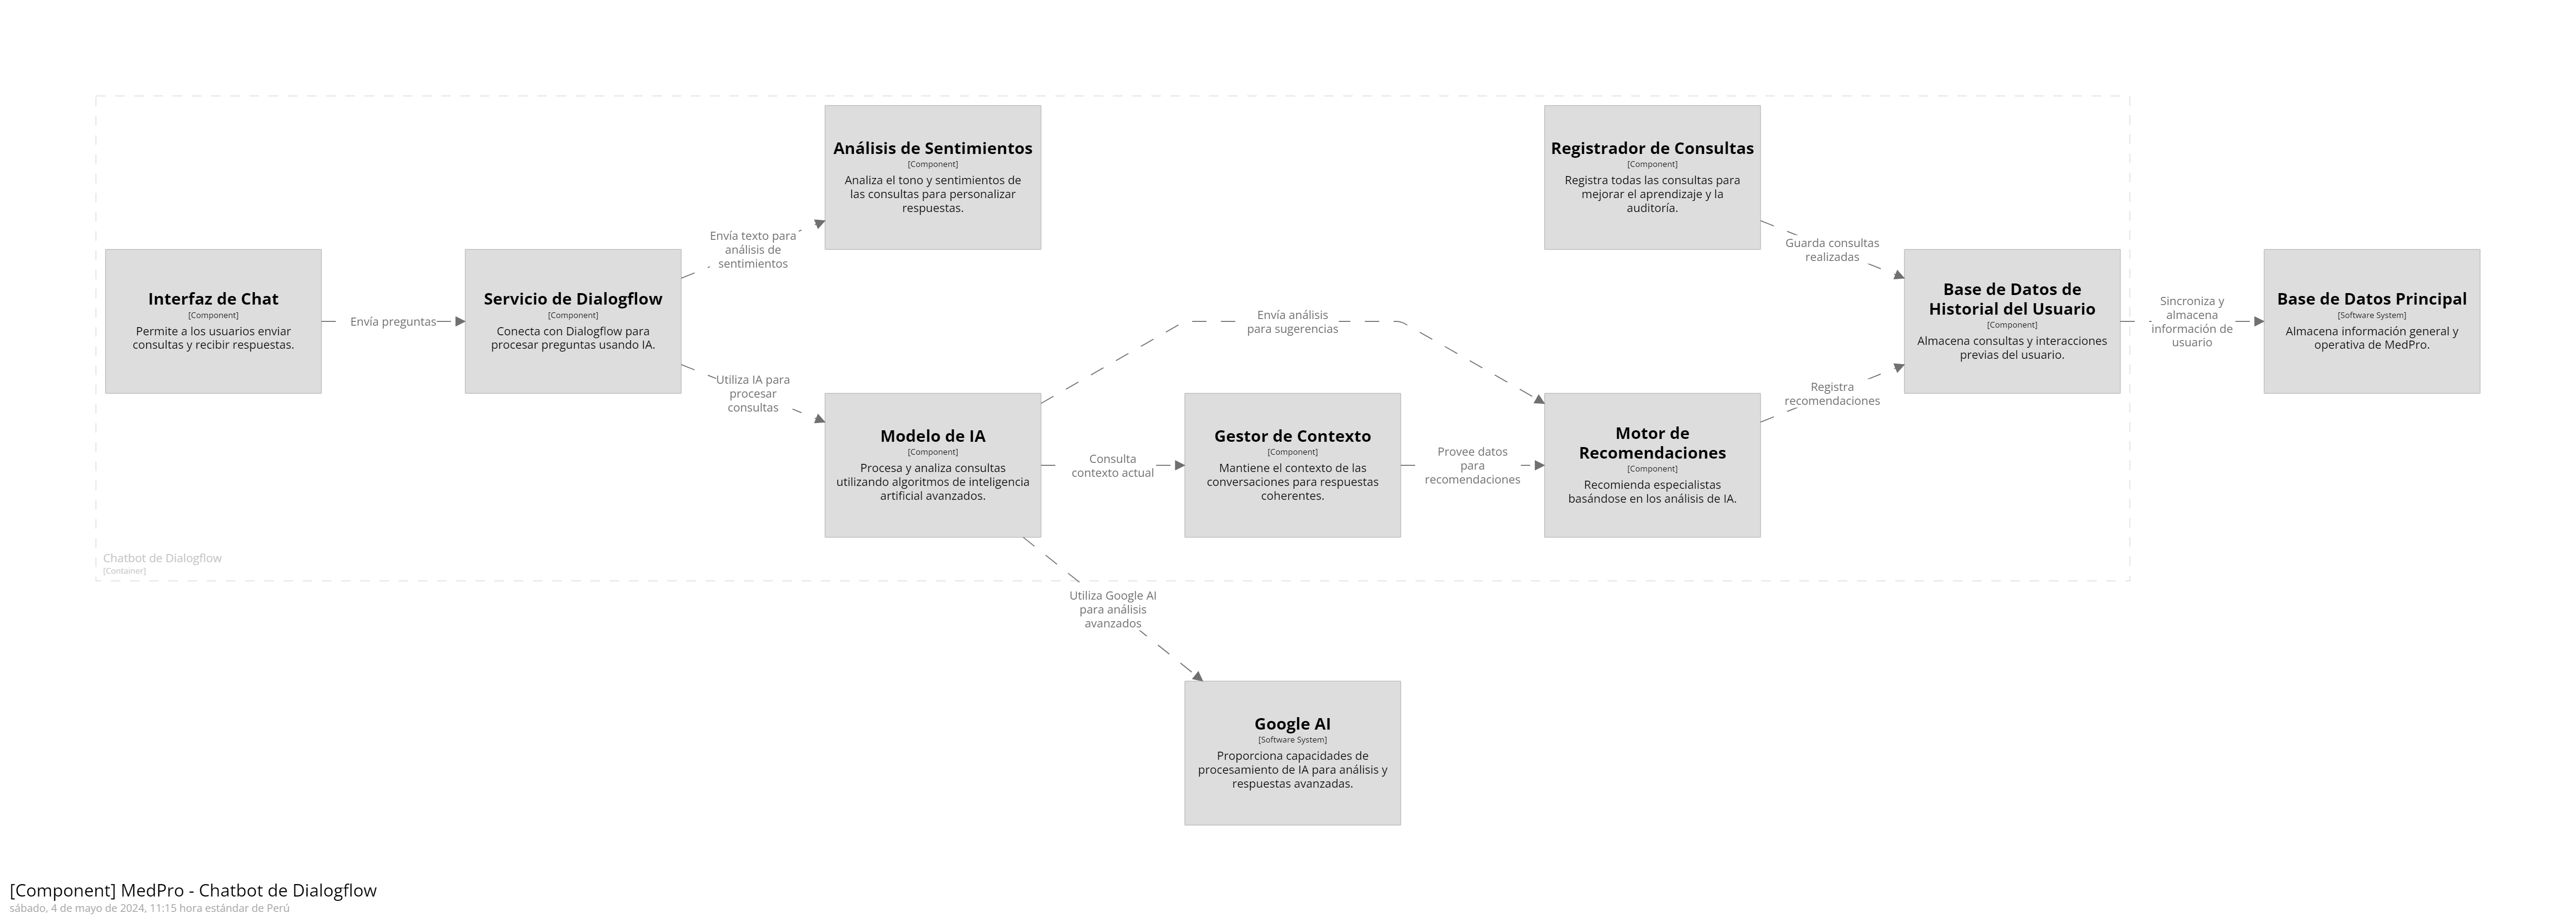 Análisis de Sentimientos
[Component]
Analiza el tono y sentimientos de
las consultas para personalizar
respuestas.
Registrador de Consultas
[Component]
Registra todas las consultas para
mejorar el aprendizaje y la
auditoría.
Envía texto para
análisis de
sentimientos
Guarda consultas
realizadas
Interfaz de Chat
[Component]
Permite a los usuarios enviar
consultas y recibir respuestas.
Envía preguntas
Servicio de Dialogflow
[Component]
Conecta con Dialogflow para
procesar preguntas usando IA.
Envía análisis
para sugerencias
Base de Datos de
Historial del Usuario
[Component]
Almacena consultas y interacciones
previas del usuario.
Sincroniza y
almacena
información de
usuario
Base de Datos Principal
[Software System]
Almacena información general y
operativa de MedPro.
Utiliza IA para
procesar
consultas
Registra
recomendaciones
Modelo de IA
[Component]
Procesa y analiza consultas
utilizando algoritmos de inteligencia
artificial avanzados.
Consulta
contexto actual
Gestor de Contexto
[Component]
Mantiene el contexto de las
conversaciones para respuestas
coherentes.
Provee datos
para
recomendaciones
Motor de
Recomendaciones
[Component]
Recomienda especialistas
basándose en los análisis de IA.
Chatbot de Dialogflow
[Container]
Utiliza Google AI
para análisis
avanzados
Google AI
[Software System]
Proporciona capacidades de
procesamiento de IA para análisis y
respuestas avanzadas.
[Component] MedPro - Chatbot de Dialogflow
sábado, 4 de mayo de 2024, 11:15 hora estándar de Perú